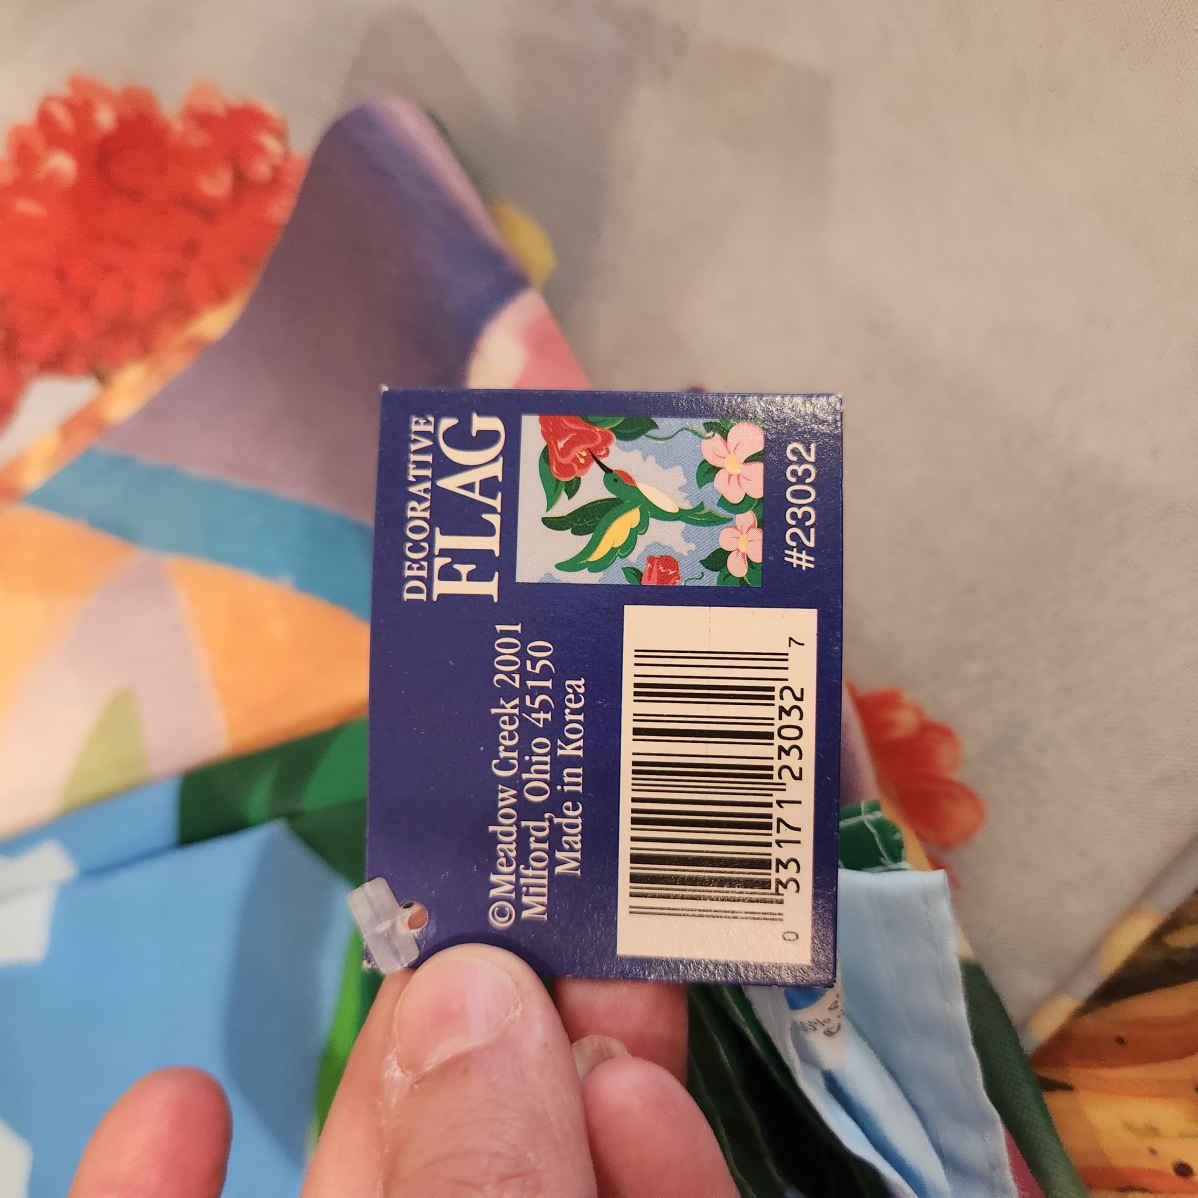 DECORATIVE
FLAG
#23032
©Meadow Creek 2001
Milford, Ohio 45150
Made in Korea
0 33171 23032 7